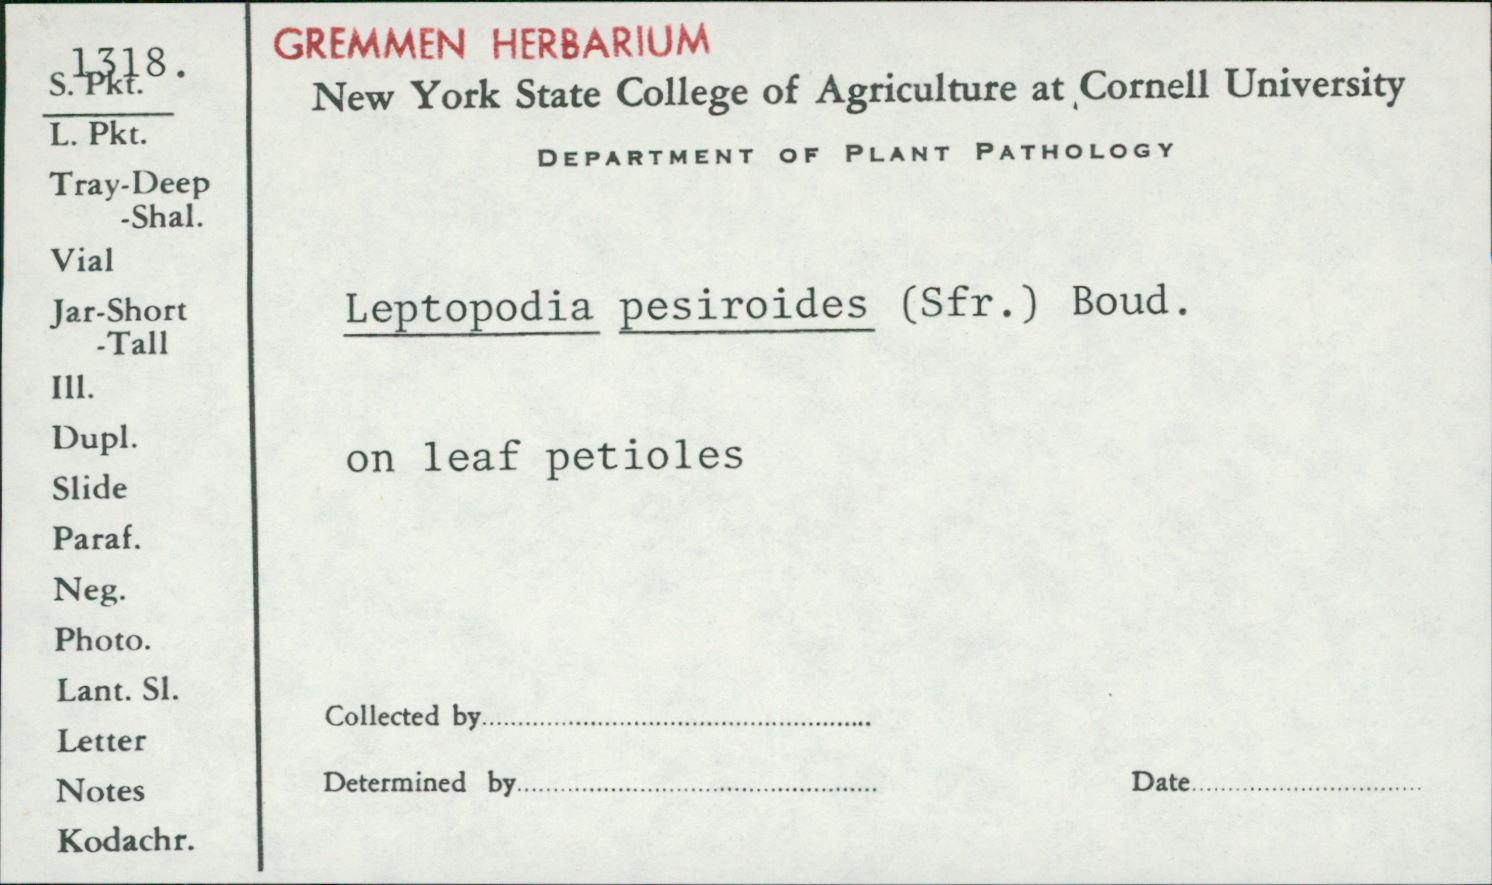 1318.
S. Pkt.
L. Pkt.
Tray-Deep
-Shal.
Vial
Jar-Short
-Tall
Ill.
Dupl.
Slide
Paraf.
Neg.
Photo.
Lant. Sl.
Letter
Notes
Kodachr.
GREMMEN HERBARIUM
New York State College of Agriculture at Cornell University
DEPARTMENT OF PLANT PATHOLOGY
Leptopodia pesiroides (Sfr.) Boud.
on leaf petioles
Collected by
Determined by
Date